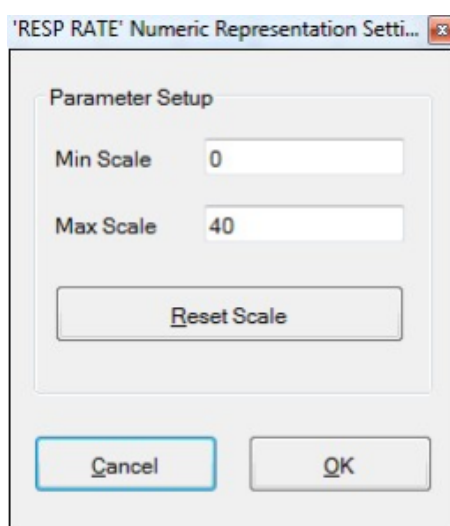 'RESP RATE' Numeric Representation Setti...
Parameter Setup
Min Scale 0
Max Scale 40
Reset Scale
Cancel OK